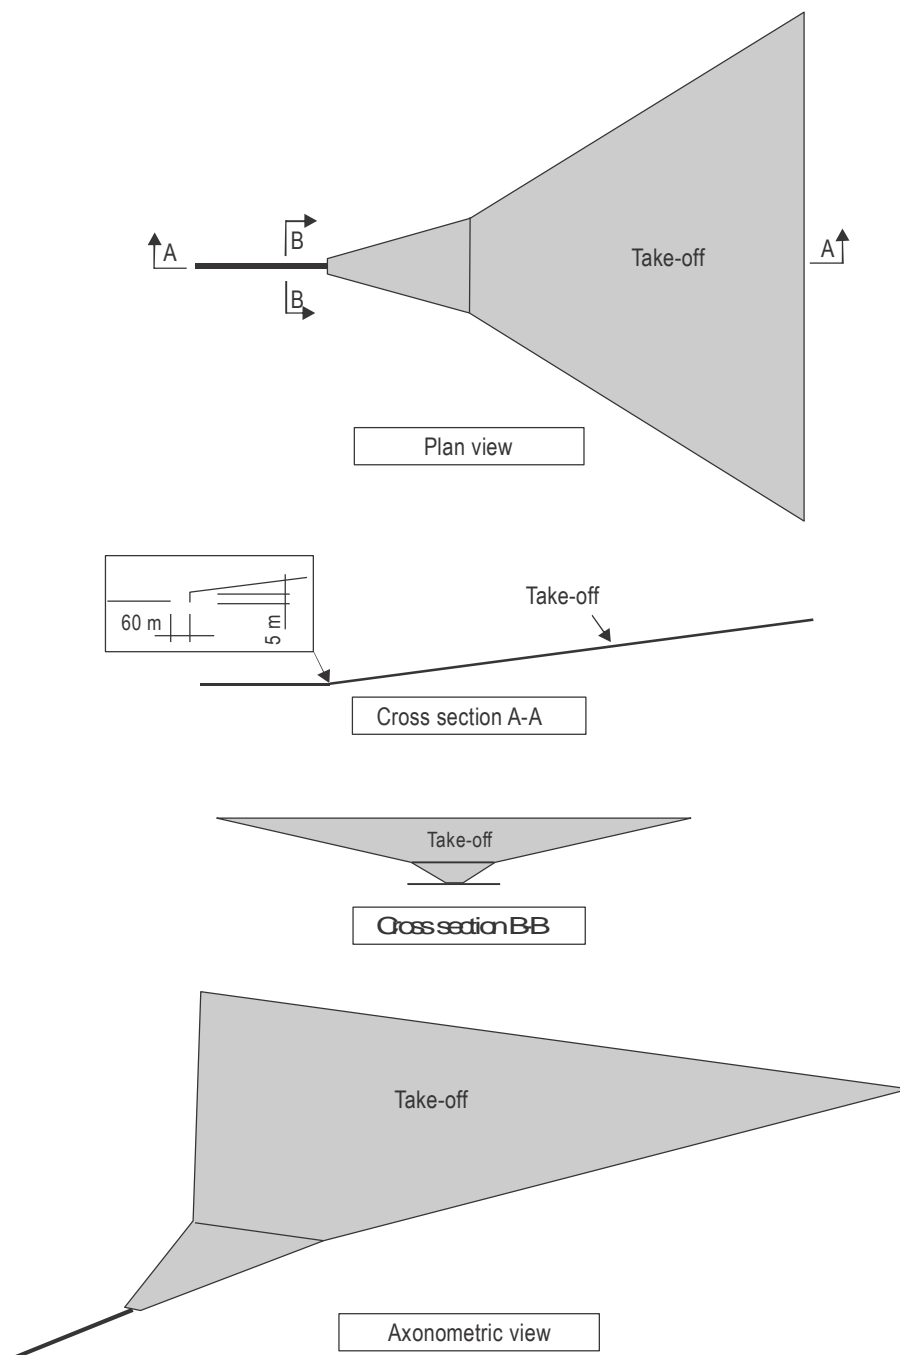 B
A
Take-off
A
B
Plan view
60 m
5 m
Take-off
Cross section A-A
Take-off
Cross section B-B
Take-off
Axonometric view